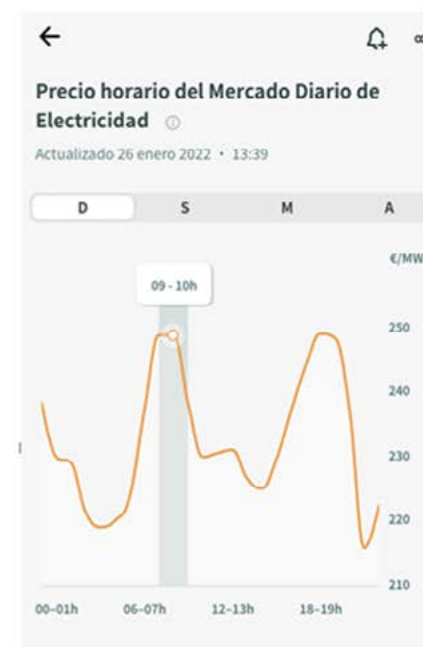 Precio horario del Mercado Diario de
Electricidad
Actualizado 26 enero 2022 · 13:39
D S M A
€/MW
09 - 10h
250
240
230
220
210
00-01h 06-07h 12-13h 18-19h